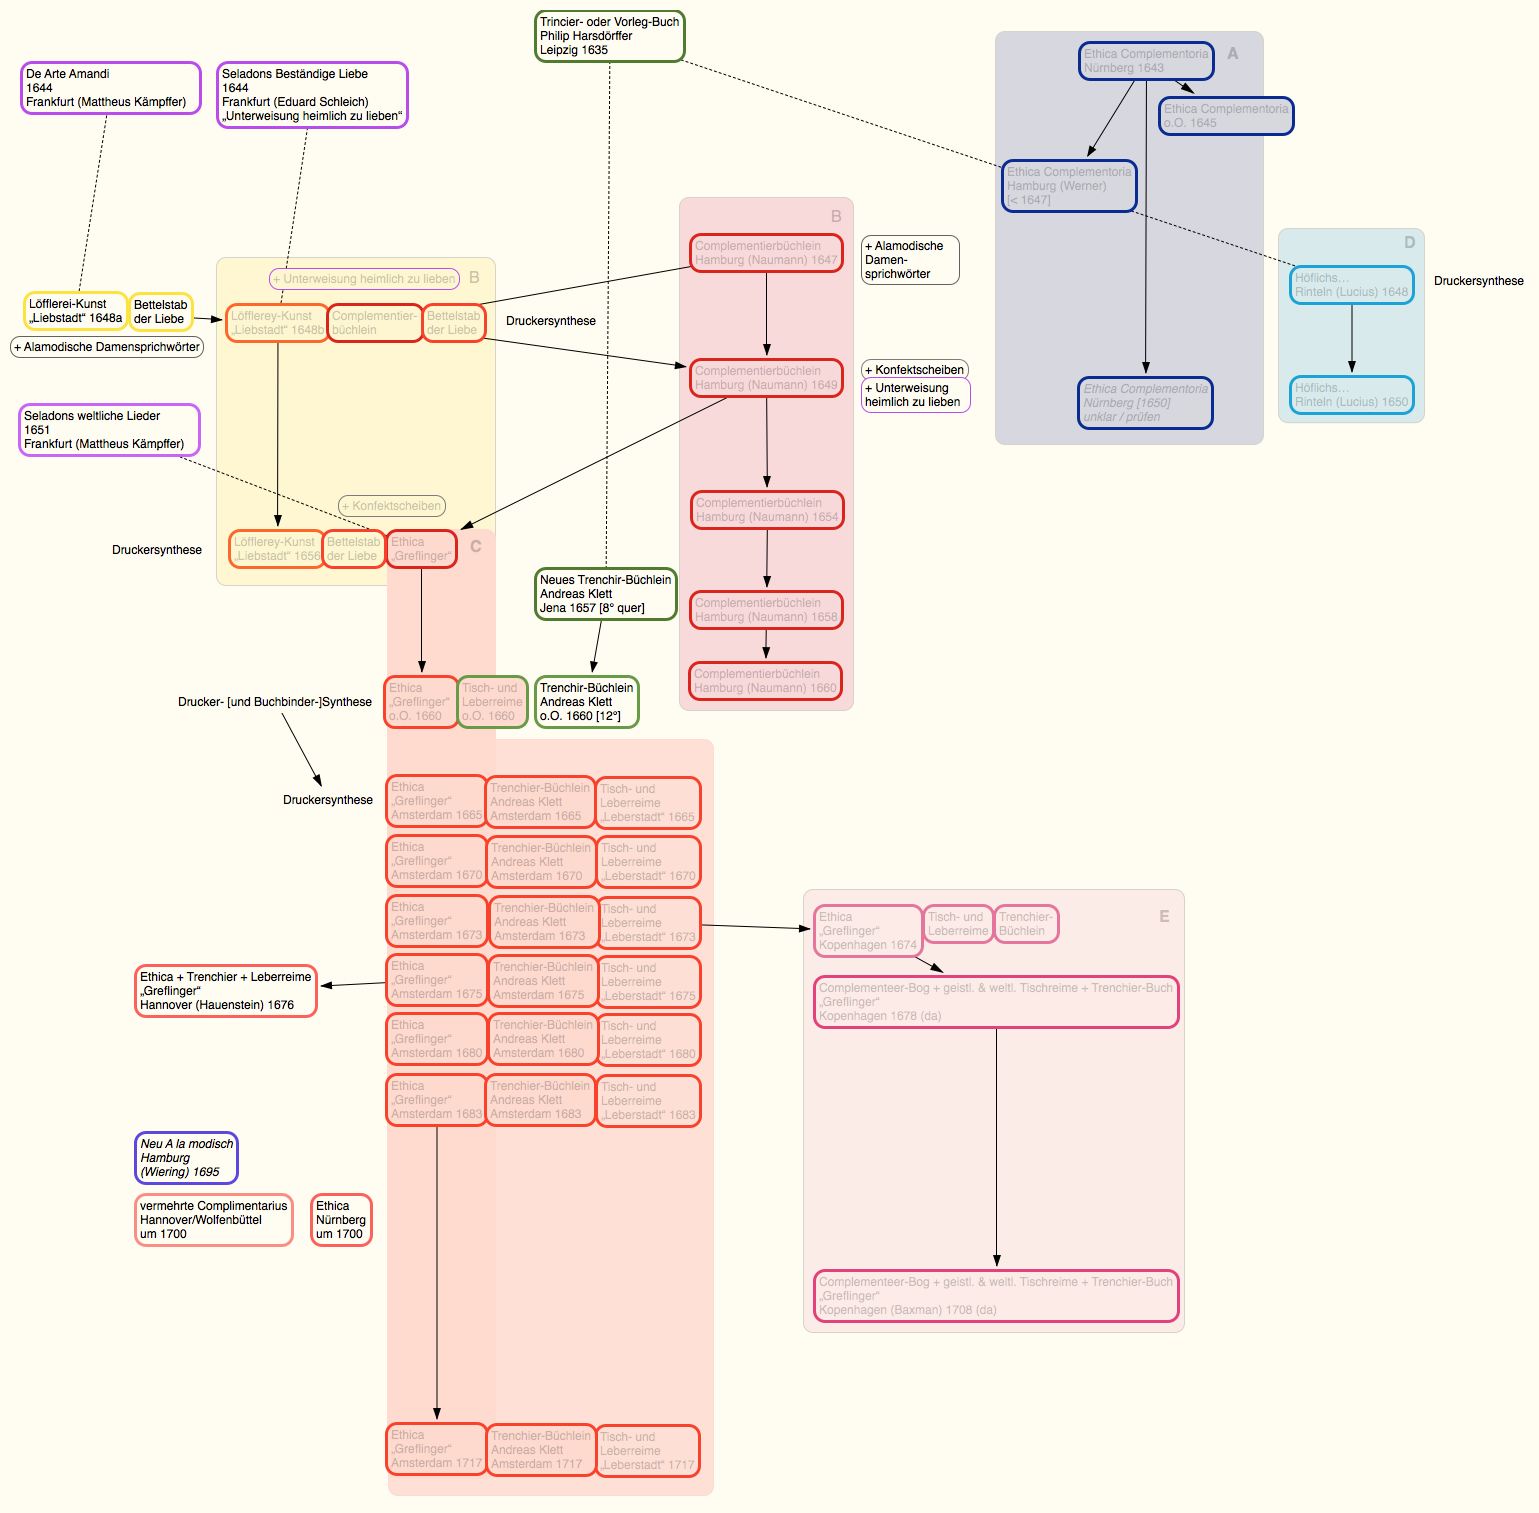 Trincier- oder Vorleg-Buch
Philip Harsdörffer
Leipzig 1635
A
Ethica Complementoria
Nürnberg 1643
De Arte Amandi
1644
Frankfurt (Mattheus Kämpffer)
Seladons Beständige Liebe
1644
Frankfurt (Eduard Schleich)
„Unterweisung heimlich zu lieben“
Ethica Complementoria
o.O. 1645
Ethica Complementoria
Hamburg (Werner)
[< 1647]
B
Complementierbüchlein
Hamburg (Naumann) 1647
+ Alamodische
Damen-
sprichwörter
D
Höflichs...
Rinteln (Lucius) 1648
Druckersynthese
+ Unterweisung heimlich zu lieben
B
Löfflerei-Kunst
„Liebstadt“ 1648a
Bettelstab
der Liebe
+ Alamodische Damensprichwörter
Löfflerey-Kunst
„Liebstadt“ 1648b
Complementier-
büchlein
Bettelstab
der Liebe
Druckersynthese
Complementierbüchlein
Hamburg (Naumann) 1649
+ Konfektscheiben
+ Unterweisung
heimlich zu lieben
Ethica Complementoria
Nürnberg [1650]
unklar / prüfen
Höflichs...
Rinteln (Lucius) 1650
Seladons weltliche Lieder
1651
Frankfurt (Mattheus Kämpffer)
+ Konfektscheiben
Complementierbüchlein
Hamburg (Naumann) 1654
Druckersynthese
Löfflerey-Kunst
„Liebstadt“ 1656
Bettelstab
der Liebe
Ethica
„Greflinger“
C
Neues Trenchir-Büchlein
Andreas Klett
Jena 1657 [8° quer]
Complementierbüchlein
Hamburg (Naumann) 1658
Complementierbüchlein
Hamburg (Naumann) 1660
Drucker- [und Buchbinder-]Synthese
Ethica
„Greflinger“
o.O. 1660
Tisch- und
Leberreime
o.O. 1660
Trenchir-Büchlein
Andreas Klett
o.O. 1660 [12°]
Druckersynthese
Ethica
„Greflinger“
Amsterdam 1665
Trenchier-Büchlein
Andreas Klett
Amsterdam 1665
Tisch- und
Leberreime
„Leberstadt“ 1665
Ethica
„Greflinger“
Amsterdam 1670
Trenchier-Büchlein
Andreas Klett
Amsterdam 1670
Tisch- und
Leberreime
„Leberstadt“ 1670
Ethica
„Greflinger“
Amsterdam 1673
Trenchier-Büchlein
Andreas Klett
Amsterdam 1673
Tisch- und
Leberreime
„Leberstadt“ 1673
E
Ethica
„Greflinger“
Kopenhagen 1674
Tisch- und
Leberreime
Trenchier-
Büchlein
Ethica + Trenchier + Leberreime
„Greflinger“
Hannover (Hauenstein) 1676
Ethica
„Greflinger“
Amsterdam 1675
Trenchier-Büchlein
Andreas Klett
Amsterdam 1675
Tisch- und
Leberreime
„Leberstadt“ 1675
Complementeer-Bog + geistl. & weltl. Tischreime + Trenchier-Buch
„Greflinger“
Kopenhagen 1678 (da)
Ethica
„Greflinger“
Amsterdam 1680
Trenchier-Büchlein
Andreas Klett
Amsterdam 1680
Tisch- und
Leberreime
„Leberstadt“ 1680
Ethica
„Greflinger“
Amsterdam 1683
Trenchier-Büchlein
Andreas Klett
Amsterdam 1683
Tisch- und
Leberreime
„Leberstadt“ 1683
Neu A la modisch
Hamburg
(Wiering) 1695
vermehrte Complimentarius
Hannover/Wolfenbüttel
um 1700
Ethica
Nürnberg
um 1700
Complementeer-Bog + geistl. & weltl. Tischreime + Trenchier-Buch
„Greflinger“
Kopenhagen (Baxman) 1708 (da)
Ethica
„Greflinger“
Amsterdam 1717
Trenchier-Büchlein
Andreas Klett
Amsterdam 1717
Tisch- und
Leberreime
„Leberstadt“ 1717